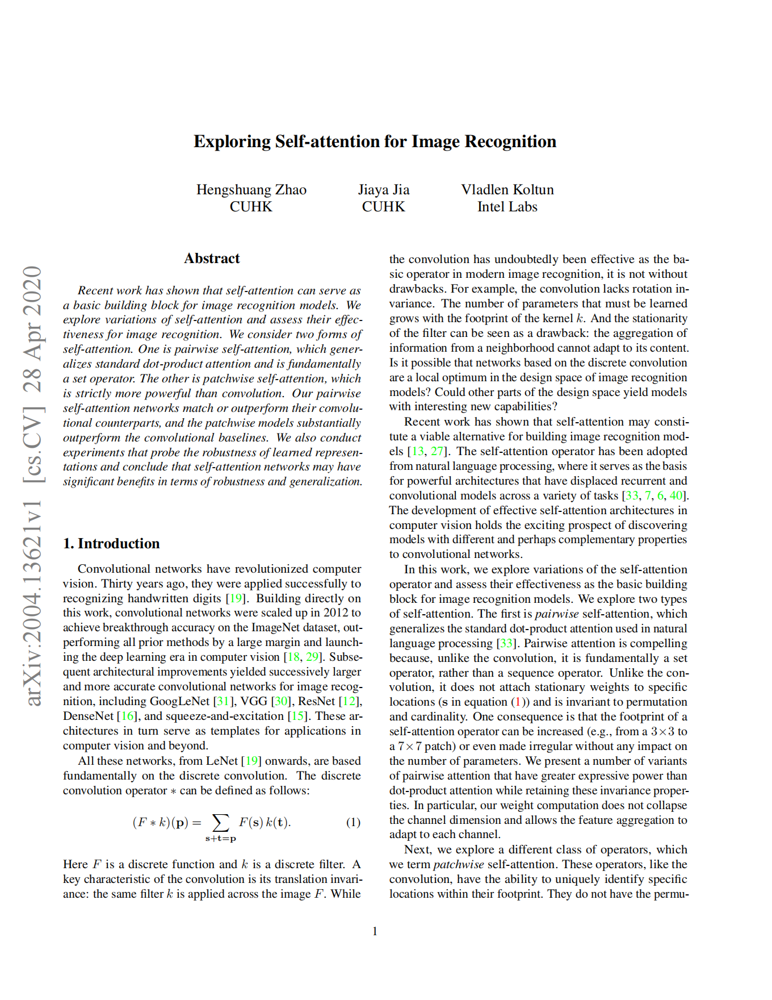 arXiv:2004.13621v1 [cs.CV] 28 Apr 2020
Exploring Self-attention for Image Recognition
Hengshuang Zhao Jiaya Jia Vladlen Koltun
CUHK CUHK Intel Labs
Abstract
Recent work has shown that self-attention can serve as
a basic building block for image recognition models. We
explore variations of self-attention and assess their effec-
tiveness for image recognition. We consider two forms of
self-attention. One is pairwise self-attention, which gener-
alizes standard dot-product attention and is fundamentally
a set operator. The other is patchwise self-attention, which
is strictly more powerful than convolution. Our pairwise
self-attention networks match or outperform their convolu-
tional counterparts, and the patchwise models substantially
outperform the convolutional baselines. We also conduct
experiments that probe the robustness of learned represen-
tations and conclude that self-attention networks may have
significant benefits in terms of robustness and generalization.
1. Introduction
Convolutional networks have revolutionized computer
vision. Thirty years ago, they were applied successfully to
recognizing handwritten digits [19]. Building directly on
this work, convolutional networks were scaled up in 2012 to
achieve breakthrough accuracy on the ImageNet dataset, out-
performing all prior methods by a large margin and launch-
ing the deep learning era in computer vision [18, 29]. Subse-
quent architectural improvements yielded successively larger
and more accurate convolutional networks for image recog-
nition, including GoogLeNet [31], VGG [30], ResNet [12],
DenseNet [16], and squeeze-and-excitation [15]. These ar-
chitectures in turn serve as templates for applications in
computer vision and beyond.
All these networks, from LeNet [19] onwards, are based
fundamentally on the discrete convolution. The discrete
convolution operator ∗ can be defined as follows:
(F ∗ k)(p) = ∑ F(s) k(t). (1)
s+t=p
Here F is a discrete function and k is a discrete filter. A
key characteristic of the convolution is its translation invari-
ance: the same filter k is applied across the image F. While
the convolution has undoubtedly been effective as the ba-
sic operator in modern image recognition, it is not without
drawbacks. For example, the convolution lacks rotation in-
variance. The number of parameters that must be learned
grows with the footprint of the kernel k. And the stationarity
of the filter can be seen as a drawback: the aggregation of
information from a neighborhood cannot adapt to its content.
Is it possible that networks based on the discrete convolution
are a local optimum in the design space of image recognition
models? Could other parts of the design space yield models
with interesting new capabilities?
Recent work has shown that self-attention may consti-
tute a viable alternative for building image recognition mod-
els [13, 27]. The self-attention operator has been adopted
from natural language processing, where it serves as the basis
for powerful architectures that have displaced recurrent and
convolutional models across a variety of tasks [33, 7, 6, 40].
The development of effective self-attention architectures in
computer vision holds the exciting prospect of discovering
models with different and perhaps complementary properties
to convolutional networks.
In this work, we explore variations of the self-attention
operator and assess their effectiveness as the basic building
block for image recognition models. We explore two types
of self-attention. The first is pairwise self-attention, which
generalizes the standard dot-product attention used in natural
language processing [33]. Pairwise attention is compelling
because, unlike the convolution, it is fundamentally a set
operator, rather than a sequence operator. Unlike the con-
volution, it does not attach stationary weights to specific
locations (s in equation (1)) and is invariant to permutation
and cardinality. One consequence is that the footprint of a
self-attention operator can be increased (e.g., from a 3×3 to
a 7×7 patch) or even made irregular without any impact on
the number of parameters. We present a number of variants
of pairwise attention that have greater expressive power than
dot-product attention while retaining these invariance proper-
ties. In particular, our weight computation does not collapse
the channel dimension and allows the feature aggregation to
adapt to each channel.
Next, we explore a different class of operators, which
we term patchwise self-attention. These operators, like the
convolution, have the ability to uniquely identify specific
locations within their footprint. They do not have the permu-
1